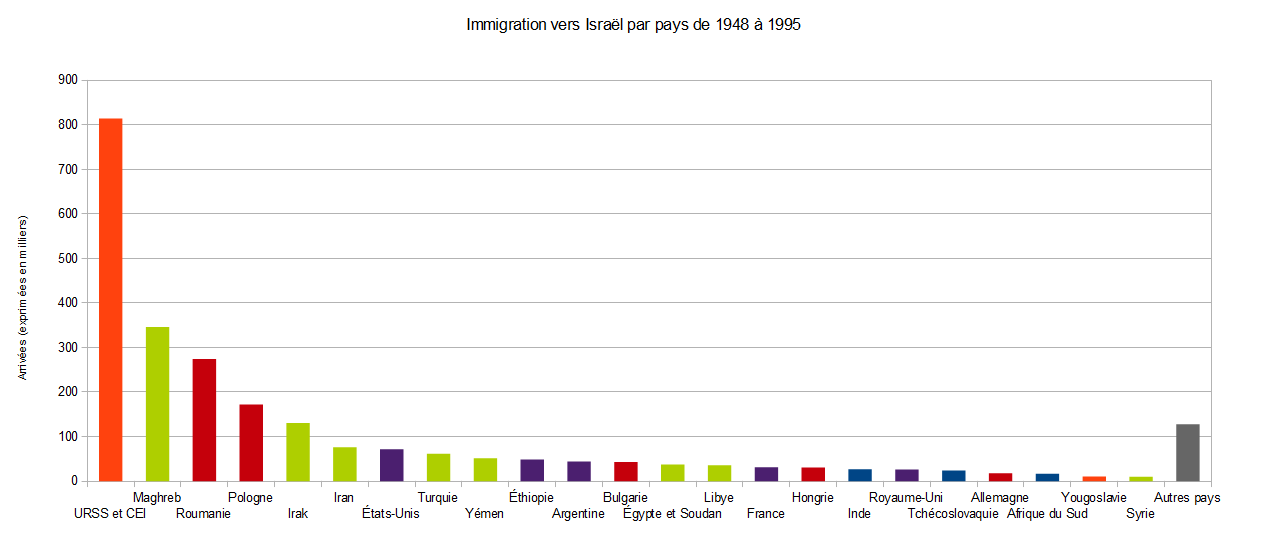 Immigration vers Israël par pays de 1948 à 1995
Arrivées (exprimées en milliers)
900
800
700
600
500
400
300
200
100
0
Maghreb Pologne Iran Turquie Éthiopie Bulgarie Libye Hongrie Royaume-Uni Allemagne Yougoslavie Autres pays
URSS et CEI Roumanie Irak États-Unis Yémen Argentine Égypte et Soudan France Inde Tchécoslovaquie Afrique du Sud Syrie